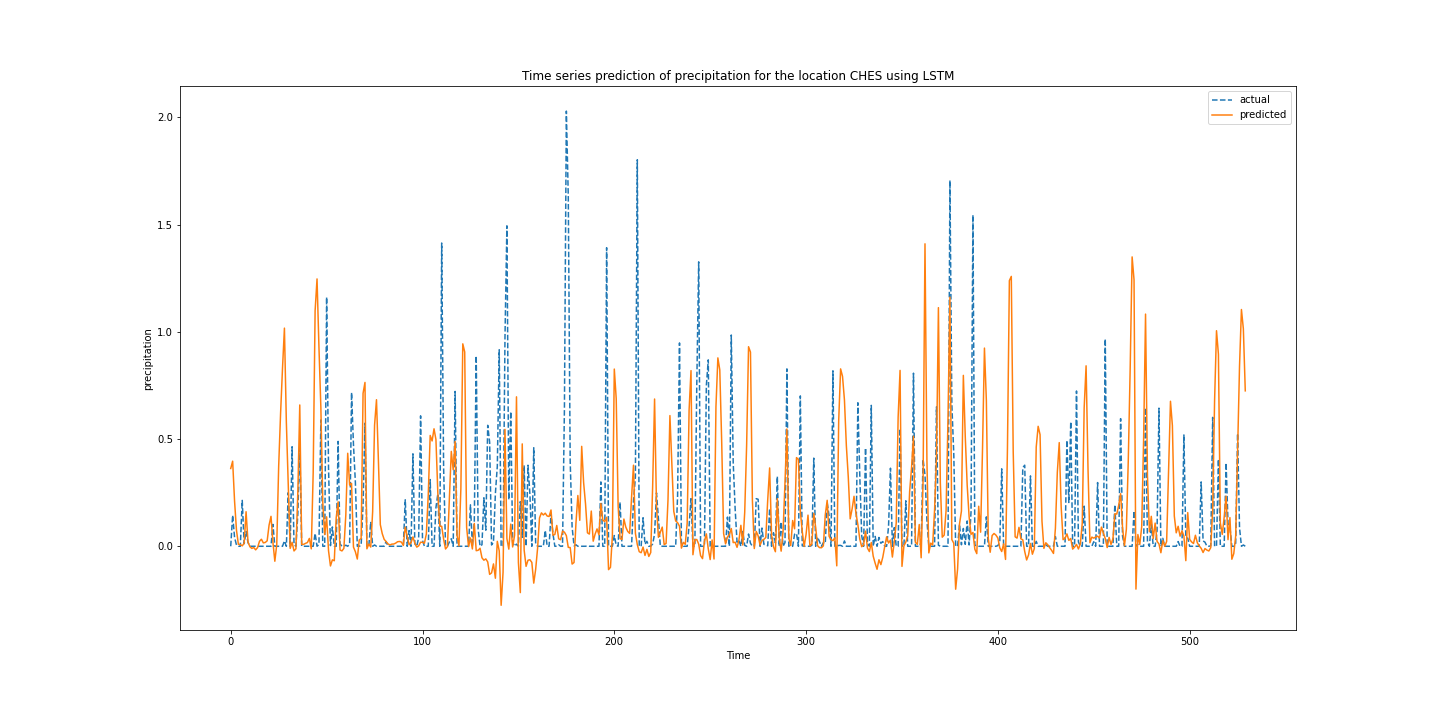 Time series prediction of precipitation for the location CHES using LSTM
actual
predicted
2.0
1.5
1.0
0.5
0.0
precipitation
0 100 200 300 400 500
Time